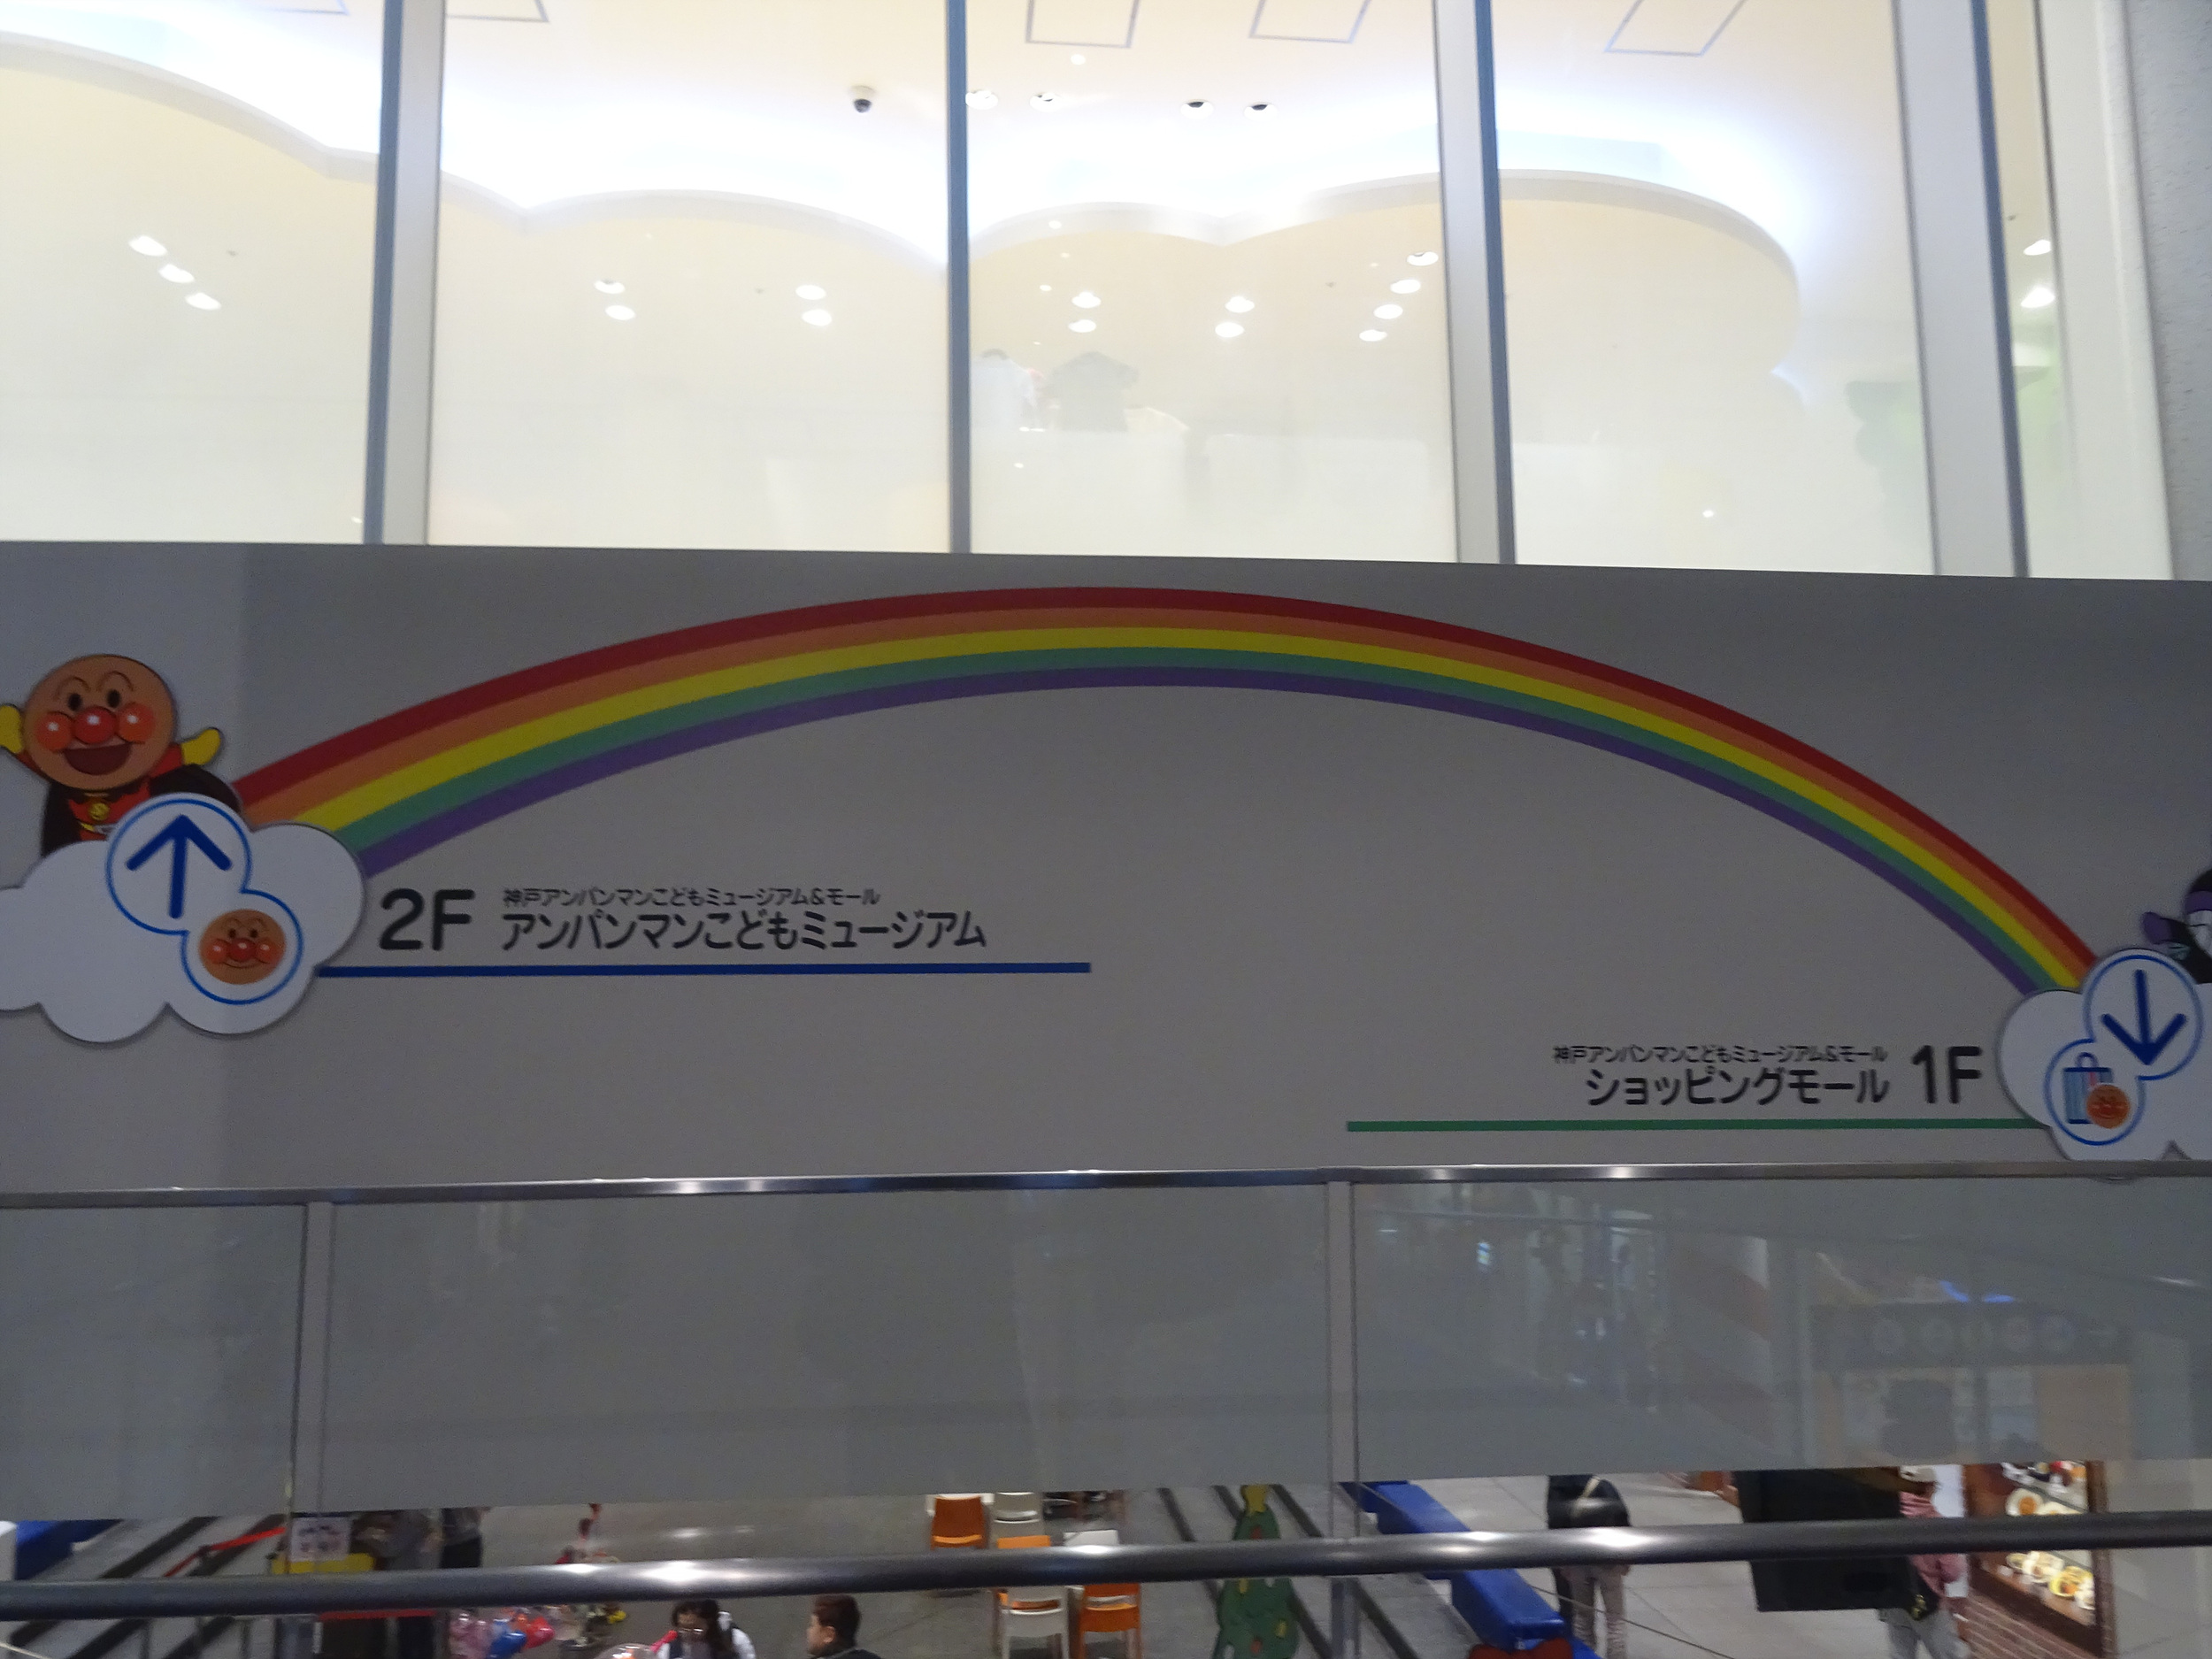 2F
神戸アンパンマンこどもミュージアム&モール
アンパンマンこどもミュージアム
神戸アンパンマンこどもミュージアム&モール
ショッピングモール
1F